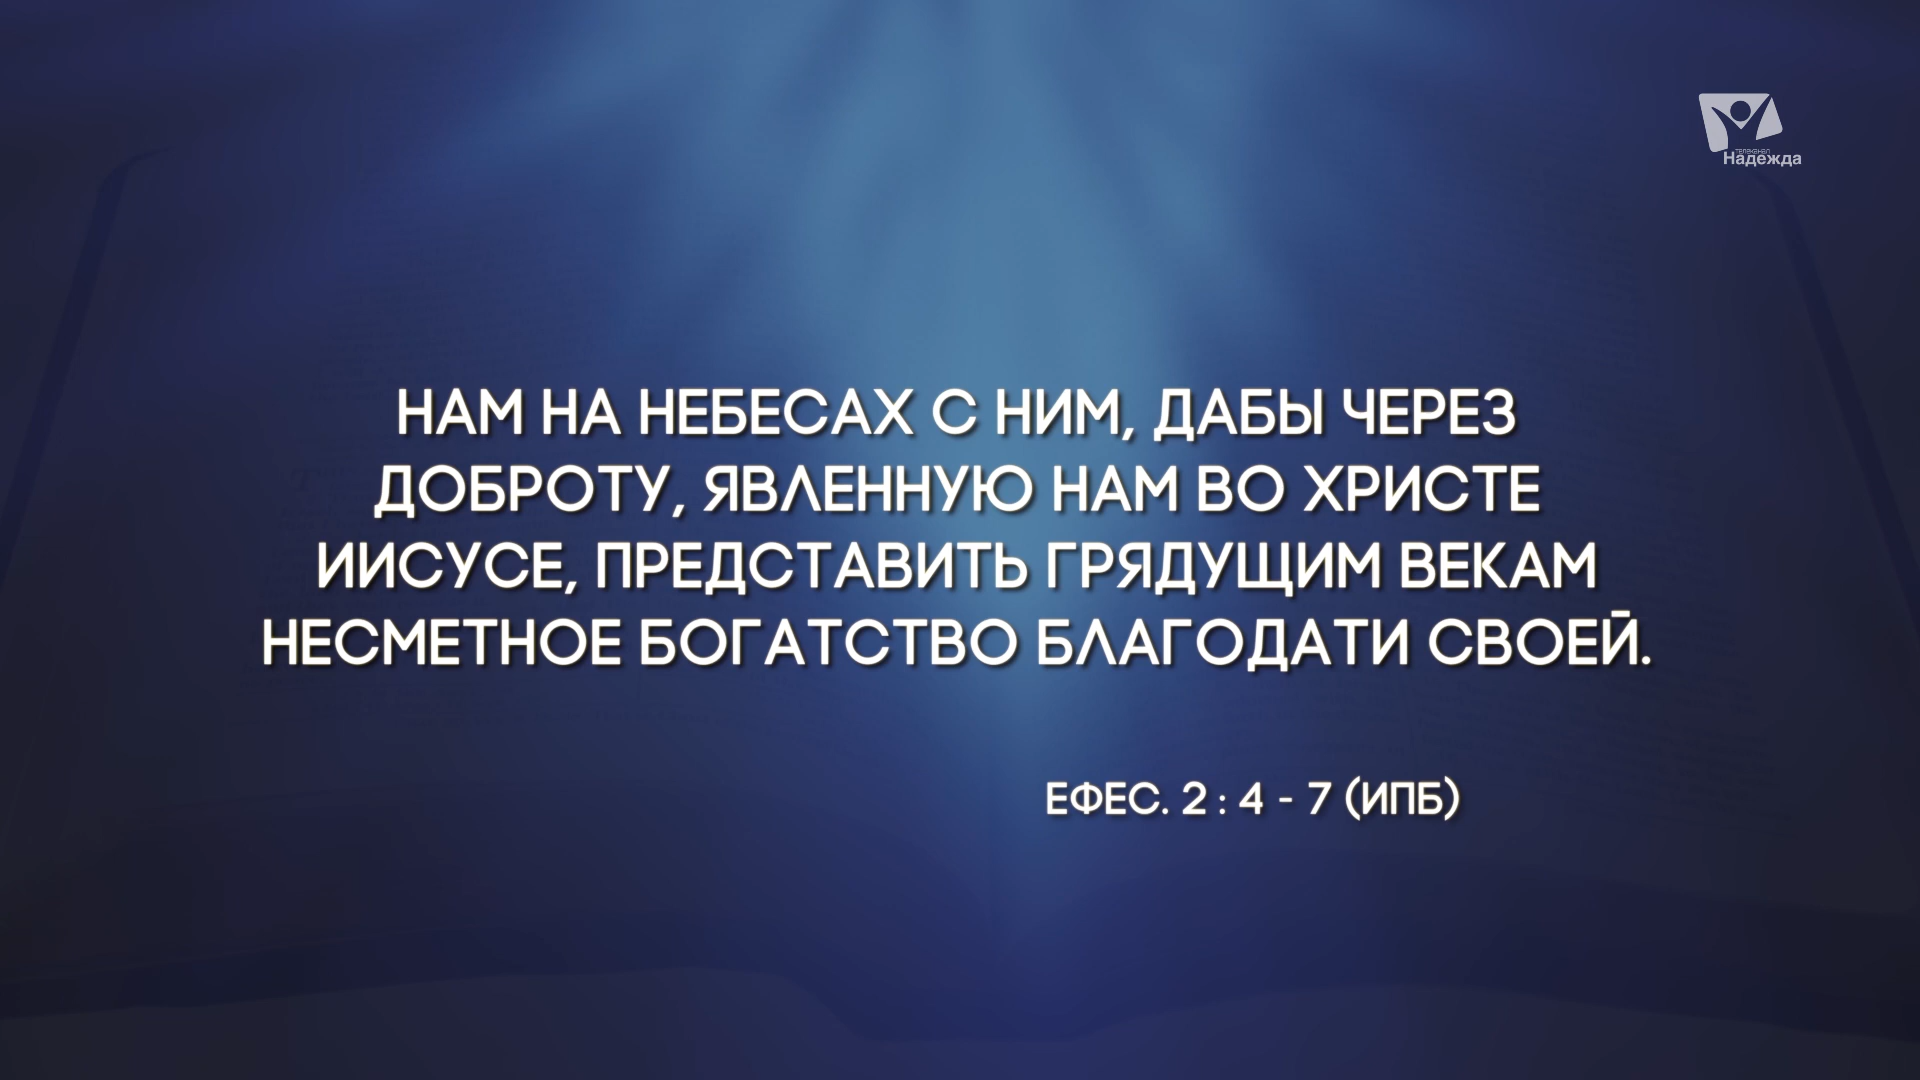 телеканал
Надежда
НАМ НА НЕБЕСАХ С НИМ, ДАБЫ ЧЕРЕЗ
ДОБРОТУ, ЯВЛЕННУЮ НАМ ВО ХРИСТЕ
ИИСУСЕ, ПРЕДСТАВИТЬ ГРЯДУЩИМ ВЕКАМ
НЕСМЕТНОЕ БОГАТСТВО БЛАГОДАТИ СВОЕЙ.
ЕФЕС. 2 : 4 - 7 (ИПБ)